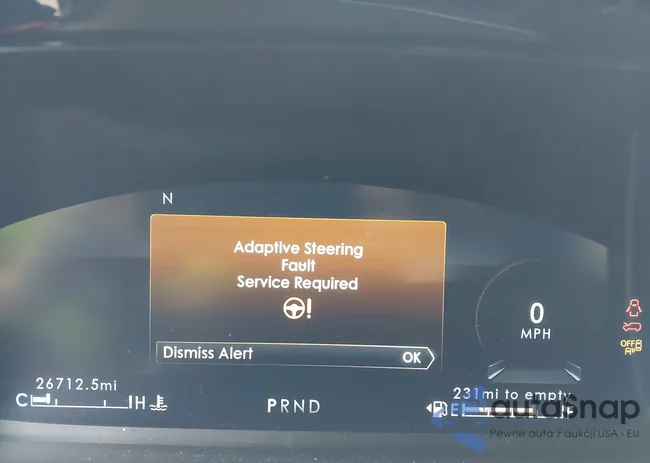 N
Adaptive Steering
Fault
Service Required
!
Dismiss Alert OK
0
MPH
OFF
26712.5mi
231mi to empty
C H
PRND
E F
autoSnap
Pewne auta z aukcji USA i EU